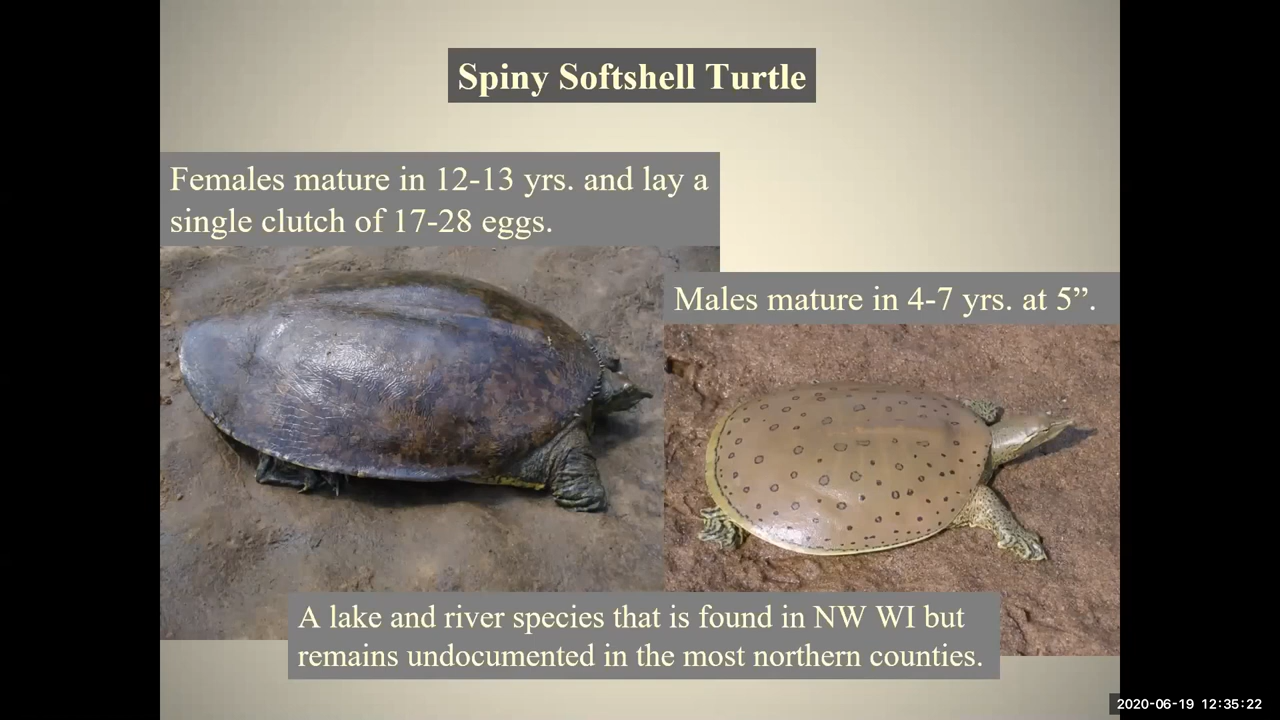 Spiny Softshell Turtle
Females mature in 12-13 yrs. and lay a
single clutch of 17-28 eggs.
Males mature in 4-7 yrs. at 5”.
A lake and river species that is found in NW WI but
remains undocumented in the most northern counties.
2020-06-19 12:35:22